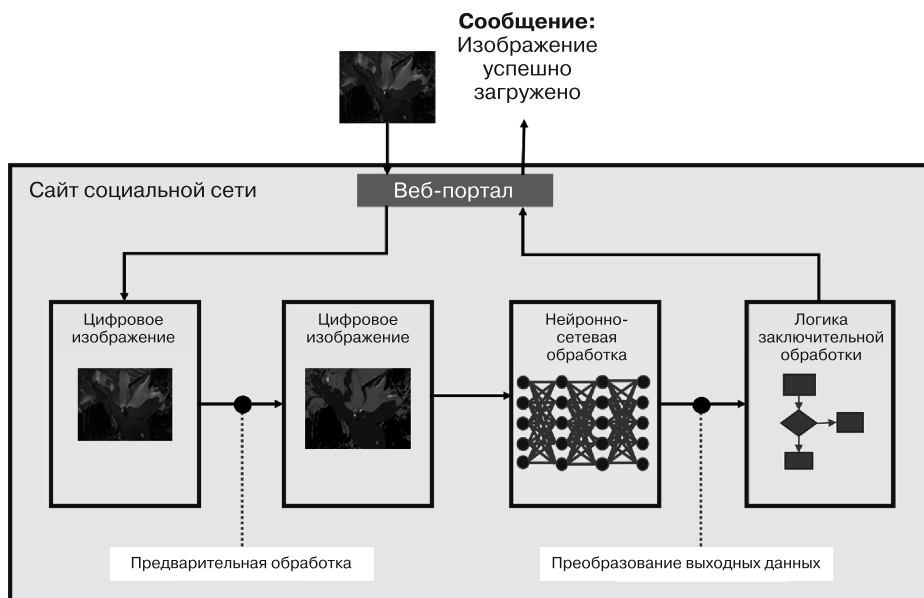 Сообщение:
Изображение
успешно
загружено
Сайт социальной сети
Веб-портал
Цифровое
изображение
Цифровое
изображение
Нейронно-
сетевая
обработка
Логика
заключительной
обработки
Предварительная обработка
Преобразование выходных данных